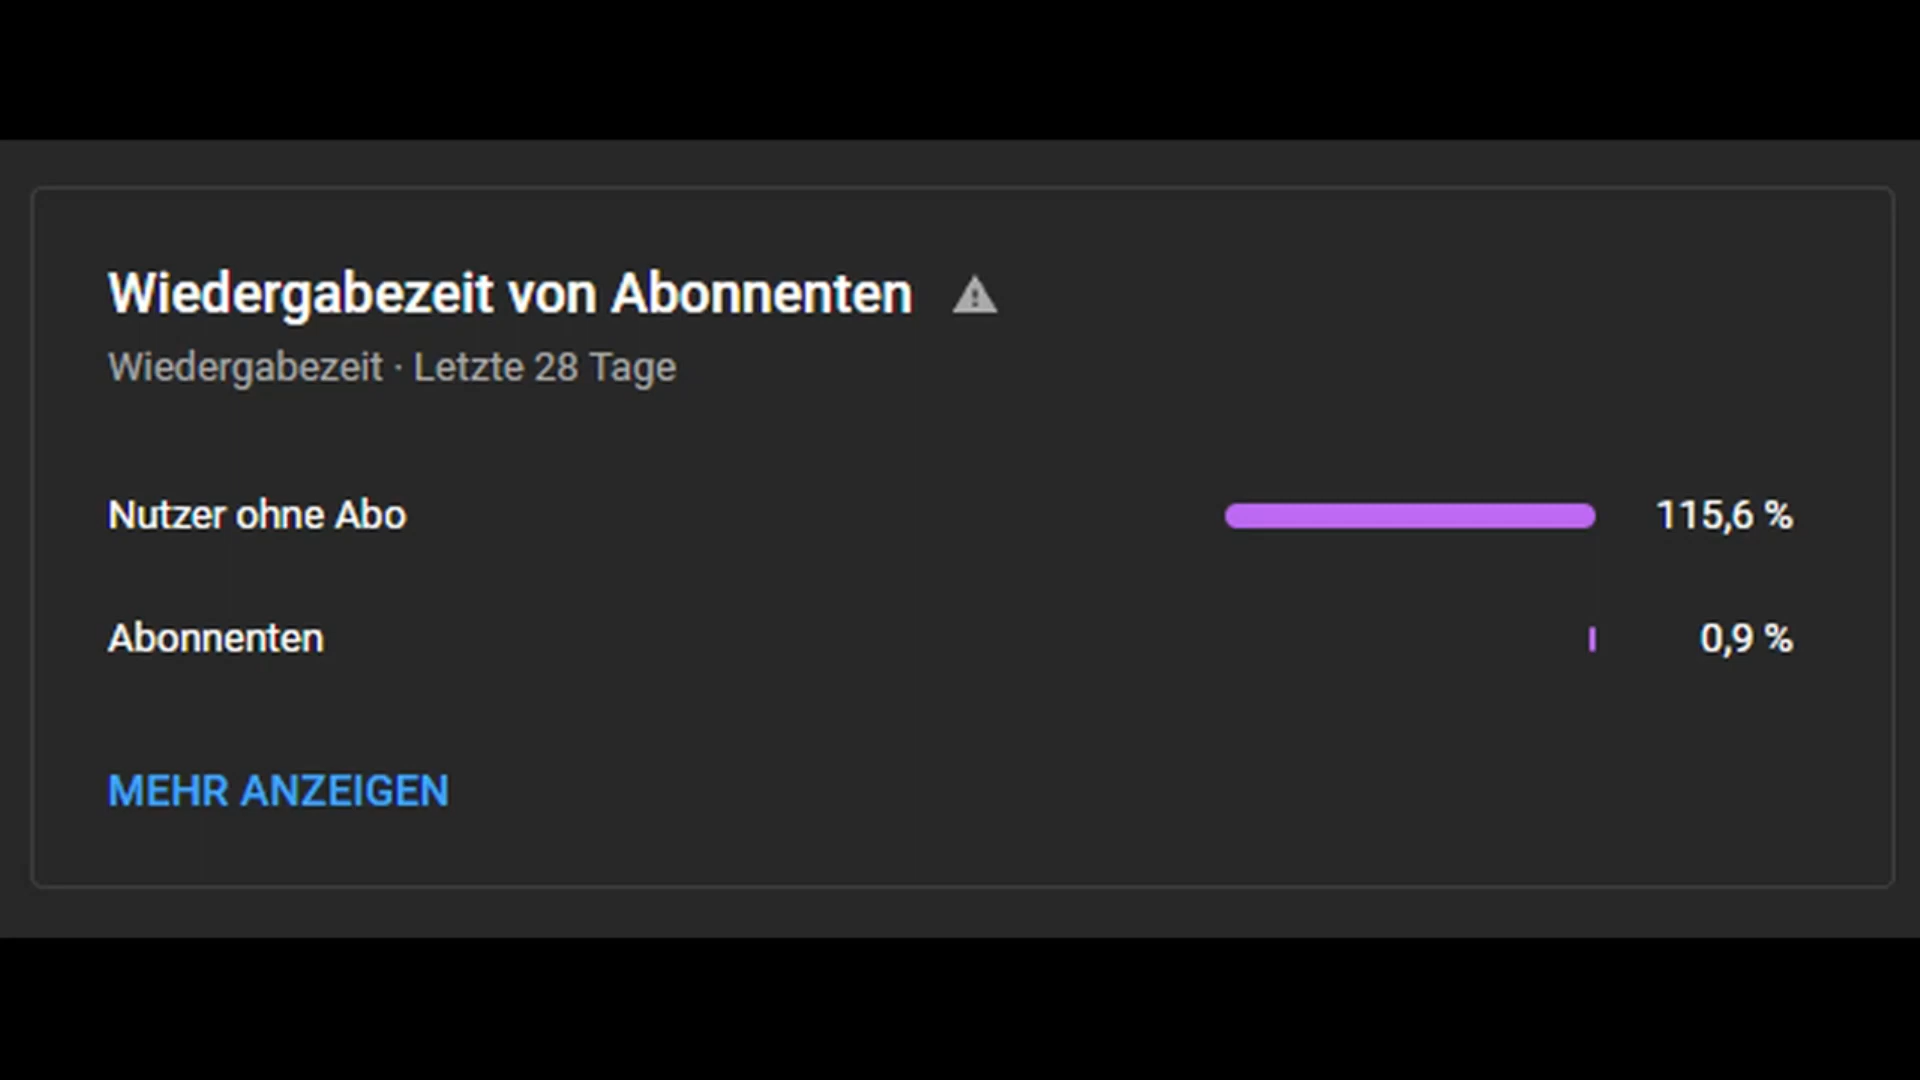 Wiedergabezeit von Abonnenten
Wiedergabezeit · Letzte 28 Tage
Nutzer ohne Abo 115,6 %
Abonnenten 0,9 %
MEHR ANZEIGEN